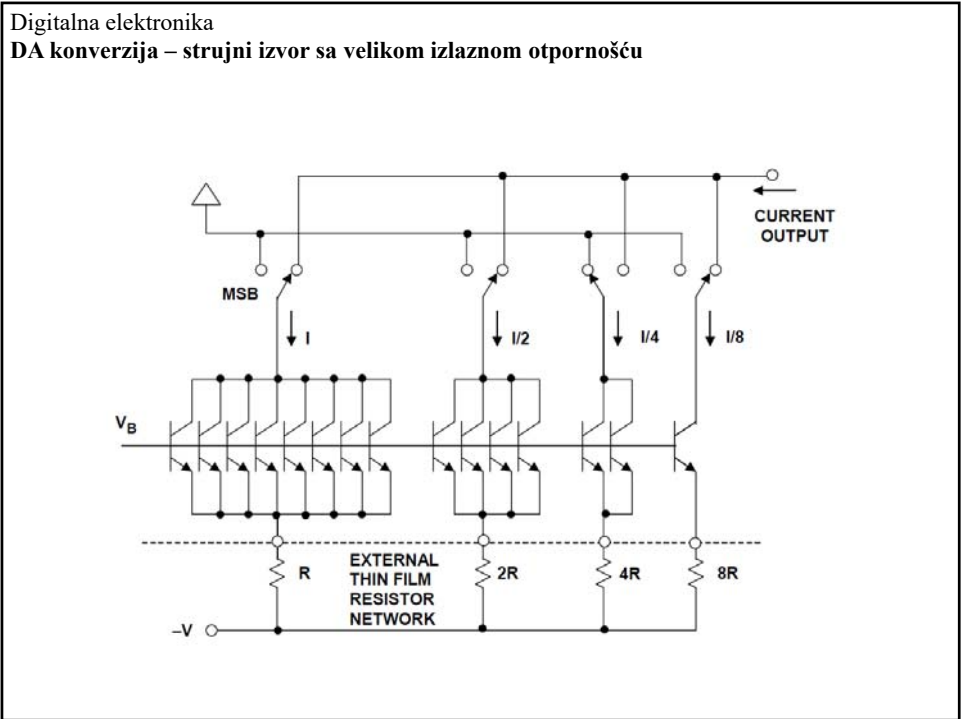 Digitalna elektronika
DA konverzija – strujni izvor sa velikom izlaznom otpornošću
CURRENT
OUTPUT
MSB
I
I/2
I/4
I/8
VB
R
EXTERNAL
THIN FILM
RESISTOR
NETWORK
2R
4R
8R
–V